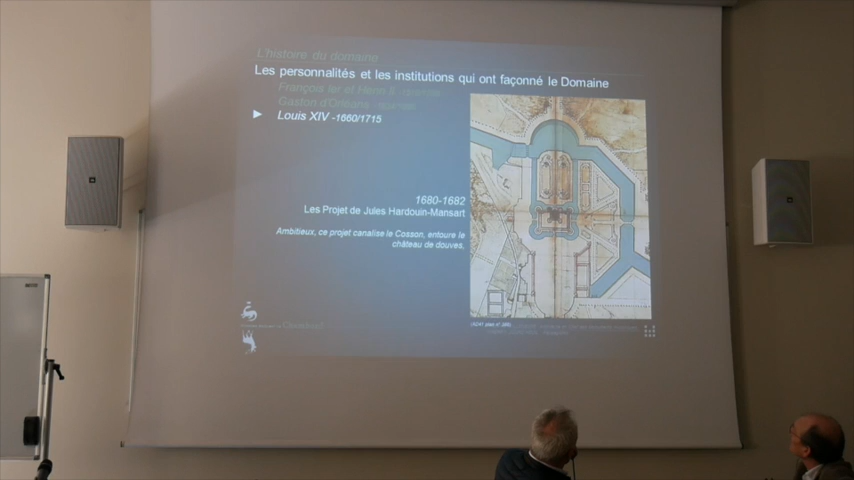 L'histoire du domaine
Les personnalités et les institutions qui ont façonné le Domaine
François Ier et Henri II
Gaston d'Orléans
Louis XIV -1660/1715
1680-1682
Les Projet de Jules Hardouin-Mansart
Ambitieux, ce projet canalise le Cosson, entoure le
château de douves,